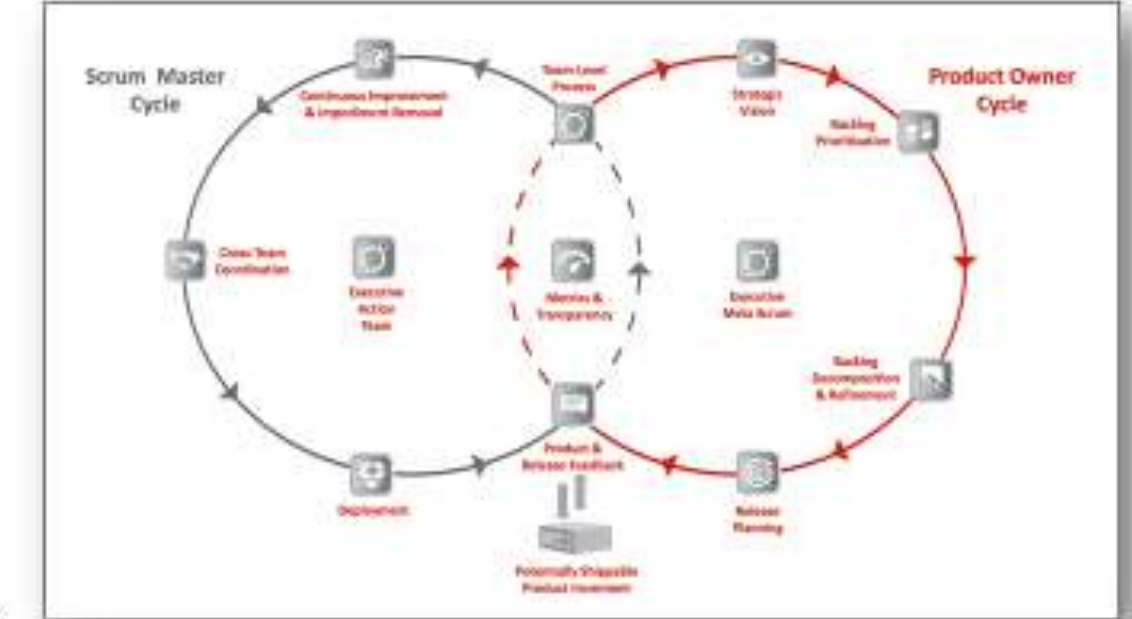 Scrum Master
Cycle
Continuous Improvement
& Impediment Removal
Team Level
Process
Strategic
Vision
Product Owner
Cycle
Backlog
Prioritization
Cross-Team
Coordination
Executive
Action
Team
Metrics &
Transparency
Executive
Meta Scrum
Backlog
Decomposition
& Refinement
Product &
Release Feedback
Deployment
Release
Planning
Potentially Shippable
Product Increment